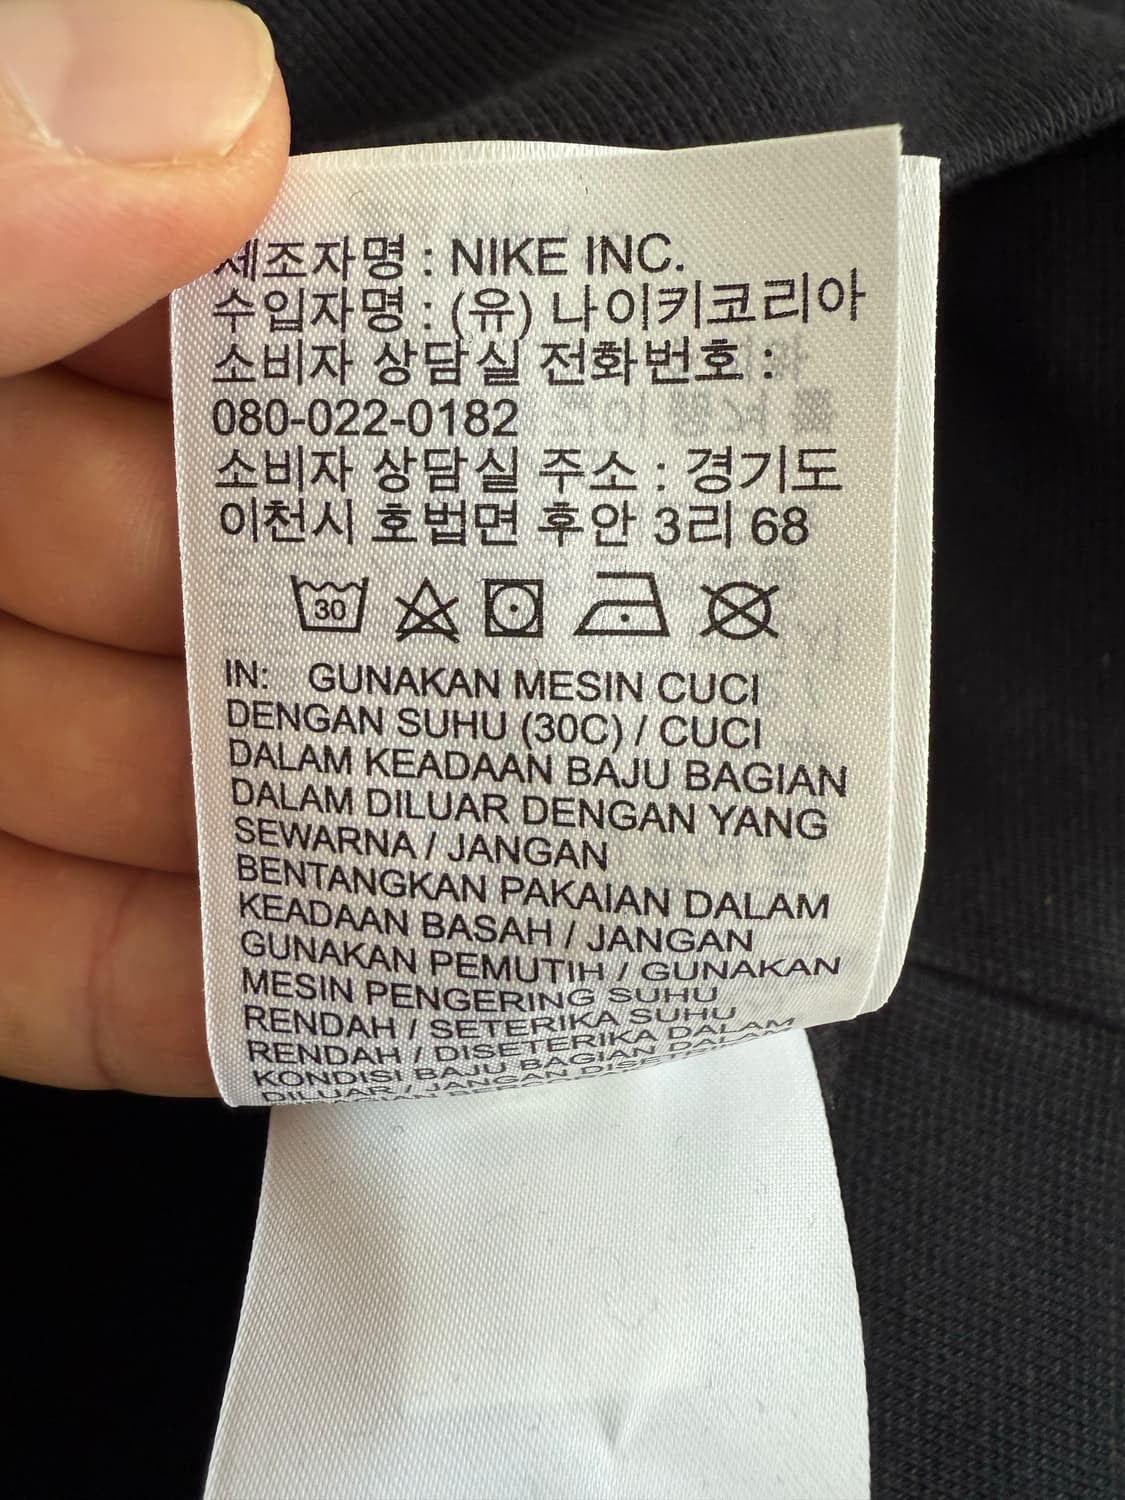 제조자명 : NIKE INC.
수입자명 : (유) 나이키코리아
소비자 상담실 전화번호 :
080-022-0182
소비자 상담실 주소 : 경기도
이천시 호법면 후안 3리 68
30
IN: GUNAKAN MESIN CUCI
DENGAN SUHU (30C) / CUCI
DALAM KEADAAN BAJU BAGIAN
DALAM DILUAR DENGAN YANG
SEWARNA / JANGAN
BENTANGKAN PAKAIAN DALAM
KEADAAN BASAH / JANGAN
GUNAKAN PEMUTIH / GUNAKAN
MESIN PENGERING SUHU
RENDAH / SETERIKA SUHU
RENDAH / DISETERIKA DALAM
KONDISI BAJU BAGIAN DALAM
DILUAR / JANGAN